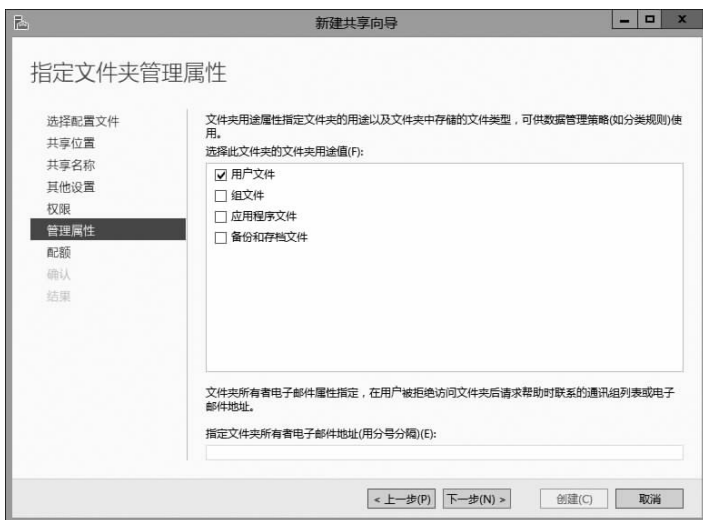 新建共享向导
指定文件夹管理属性
选择配置文件
共享位置
共享名称
其他设置
权限
管理属性
配额
确认
结果
文件夹用途属性指定文件夹的用途以及文件夹中存储的文件类型，可供数据管理策略(如分类规则)使
用。
选择此文件夹的文件夹用途值(F):
用户文件
组文件
应用程序文件
备份和存档文件
文件夹所有者电子邮件属性指定，在用户被拒绝访问文件夹后请求帮助时联系的通讯组列表或电子
邮件地址。
指定文件夹所有者电子邮件地址(用分号分隔)(E):
< 上一步(P) 下一步(N) > 创建(C) 取消